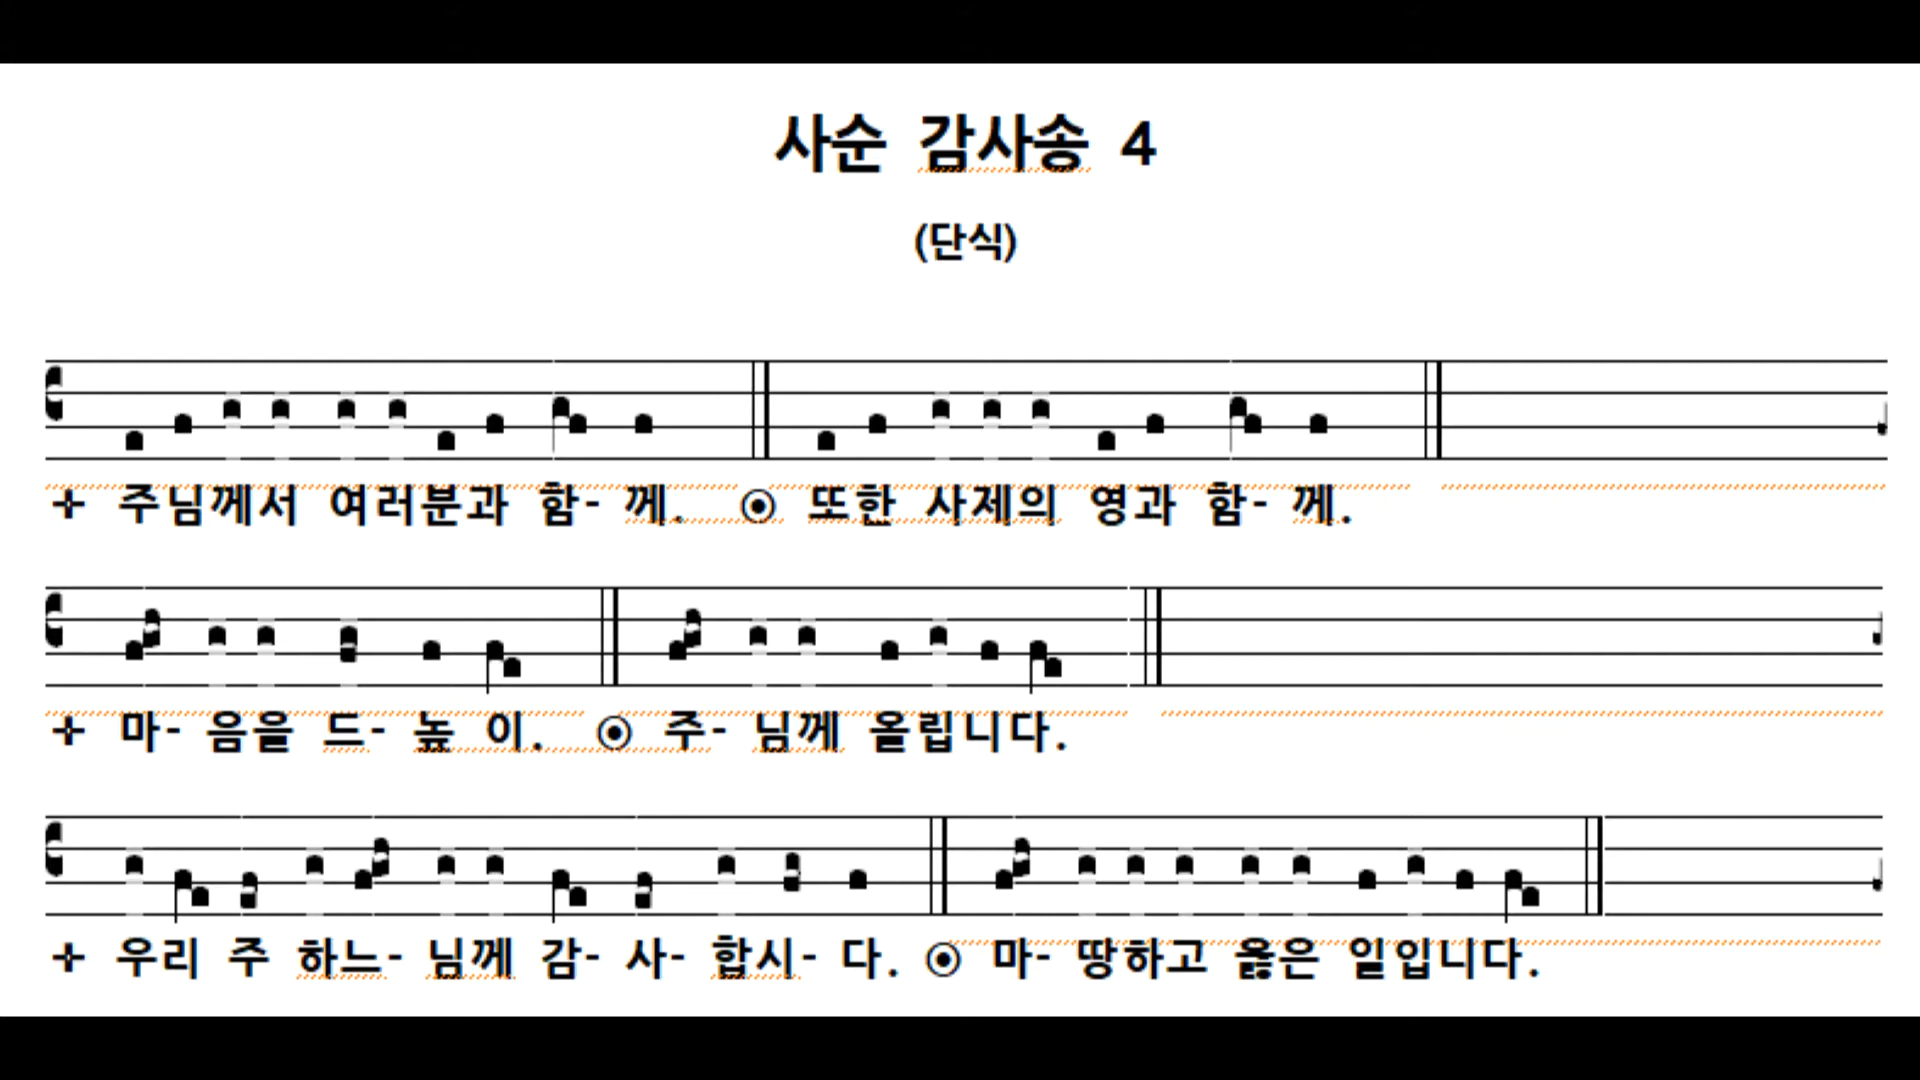 사순 감사송 4
(단식)
✛ 주님께서 여러분과 함- 께. ⦿ 또한 사제의 영과 함- 께.
✛ 마- 음을 드- 높 이. ⦿ 주- 님께 올립니다.
✛ 우리 주 하느- 님께 감- 사- 합시- 다. ⦿ 마- 땅하고 옳은 일입니다.